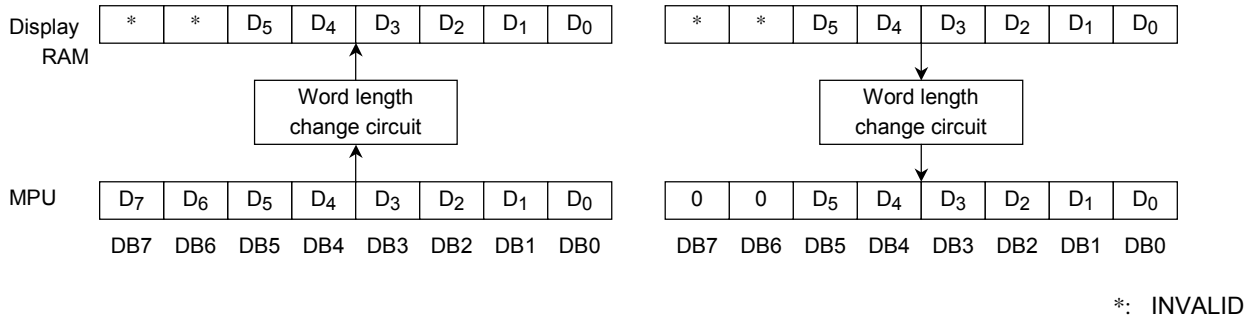 Display RAM
* * D5 D4 D3 D2 D1 D0
Word length change circuit
MPU
D7 D6 D5 D4 D3 D2 D1 D0
DB7 DB6 DB5 DB4 DB3 DB2 DB1 DB0
* * D5 D4 D3 D2 D1 D0
Word length change circuit
0 0 D5 D4 D3 D2 D1 D0
DB7 DB6 DB5 DB4 DB3 DB2 DB1 DB0
*: INVALID